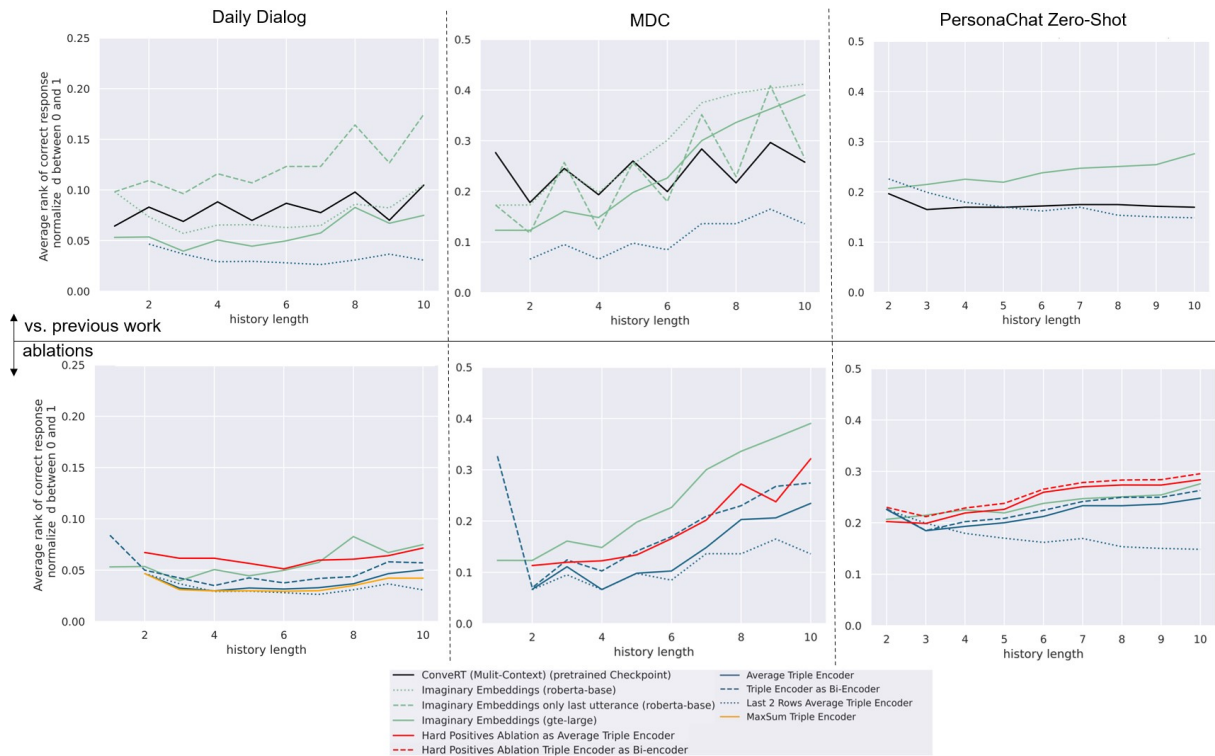 Daily Dialog
MDC
PersonaChat Zero-Shot
Average rank of correct response
normalize d between 0 and 1
0.25
0.20
0.15
0.10
0.05
0.00
2 4 6 8 10
history length
0.5
0.4
0.3
0.2
0.1
0.0
2 4 6 8 10
history length
0.5
0.4
0.3
0.2
0.1
0.0
2 3 4 5 6 7 8 9 10
history length
vs. previous work
ablations
Average rank of correct response
normalize d between 0 and 1
0.25
0.20
0.15
0.10
0.05
0.00
2 4 6 8 10
history length
0.5
0.4
0.3
0.2
0.1
0.0
2 4 6 8 10
history length
0.5
0.4
0.3
0.2
0.1
0.0
2 3 4 5 6 7 8 9 10
history length
ConveRT (Mulit-Context) (pretrained Checkpoint)
Imaginary Embeddings (roberta-base)
Imaginary Embeddings only last utterance (roberta-base)
Imaginary Embeddings (gte-large)
Hard Positives Ablation as Average Triple Encoder
Hard Positives Ablation Triple Encoder as Bi-encoder
Average Triple Encoder
Triple Encoder as Bi-Encoder
Last 2 Rows Average Triple Encoder
MaxSum Triple Encoder